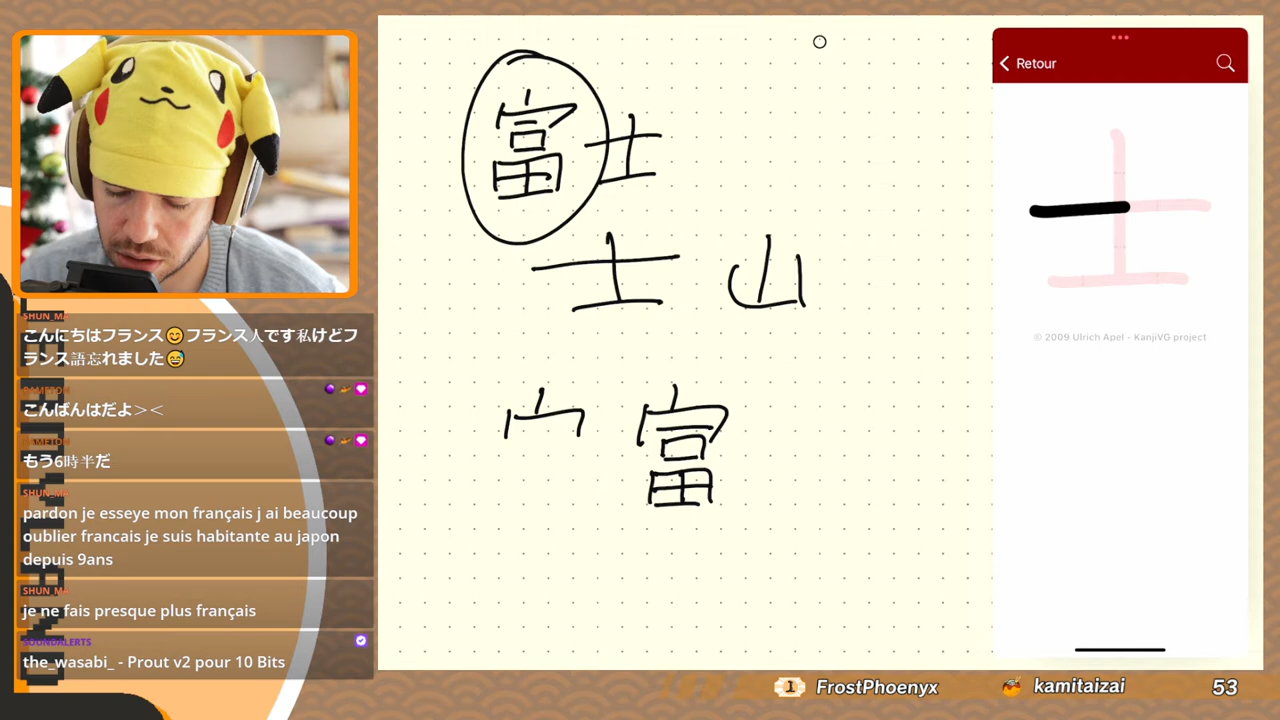 富士
士 山
宀 富
Retour
© 2009 Ulrich Apel - KanjiVG project
こんにちはフランス😊フランス人です私けどフ
ランス語忘れました😅
こんばんはだよ＞＜
もう6時半だ
pardon je esseye mon français j ai beaucoup
oublier francais je suis habitante au japon
depuis 9ans
je ne fais presque plus français
SOUNDALERTS
the_wasabi_ - Prout v2 pour 10 Bits
1 FrostPhoenyx
kamitaizai
53